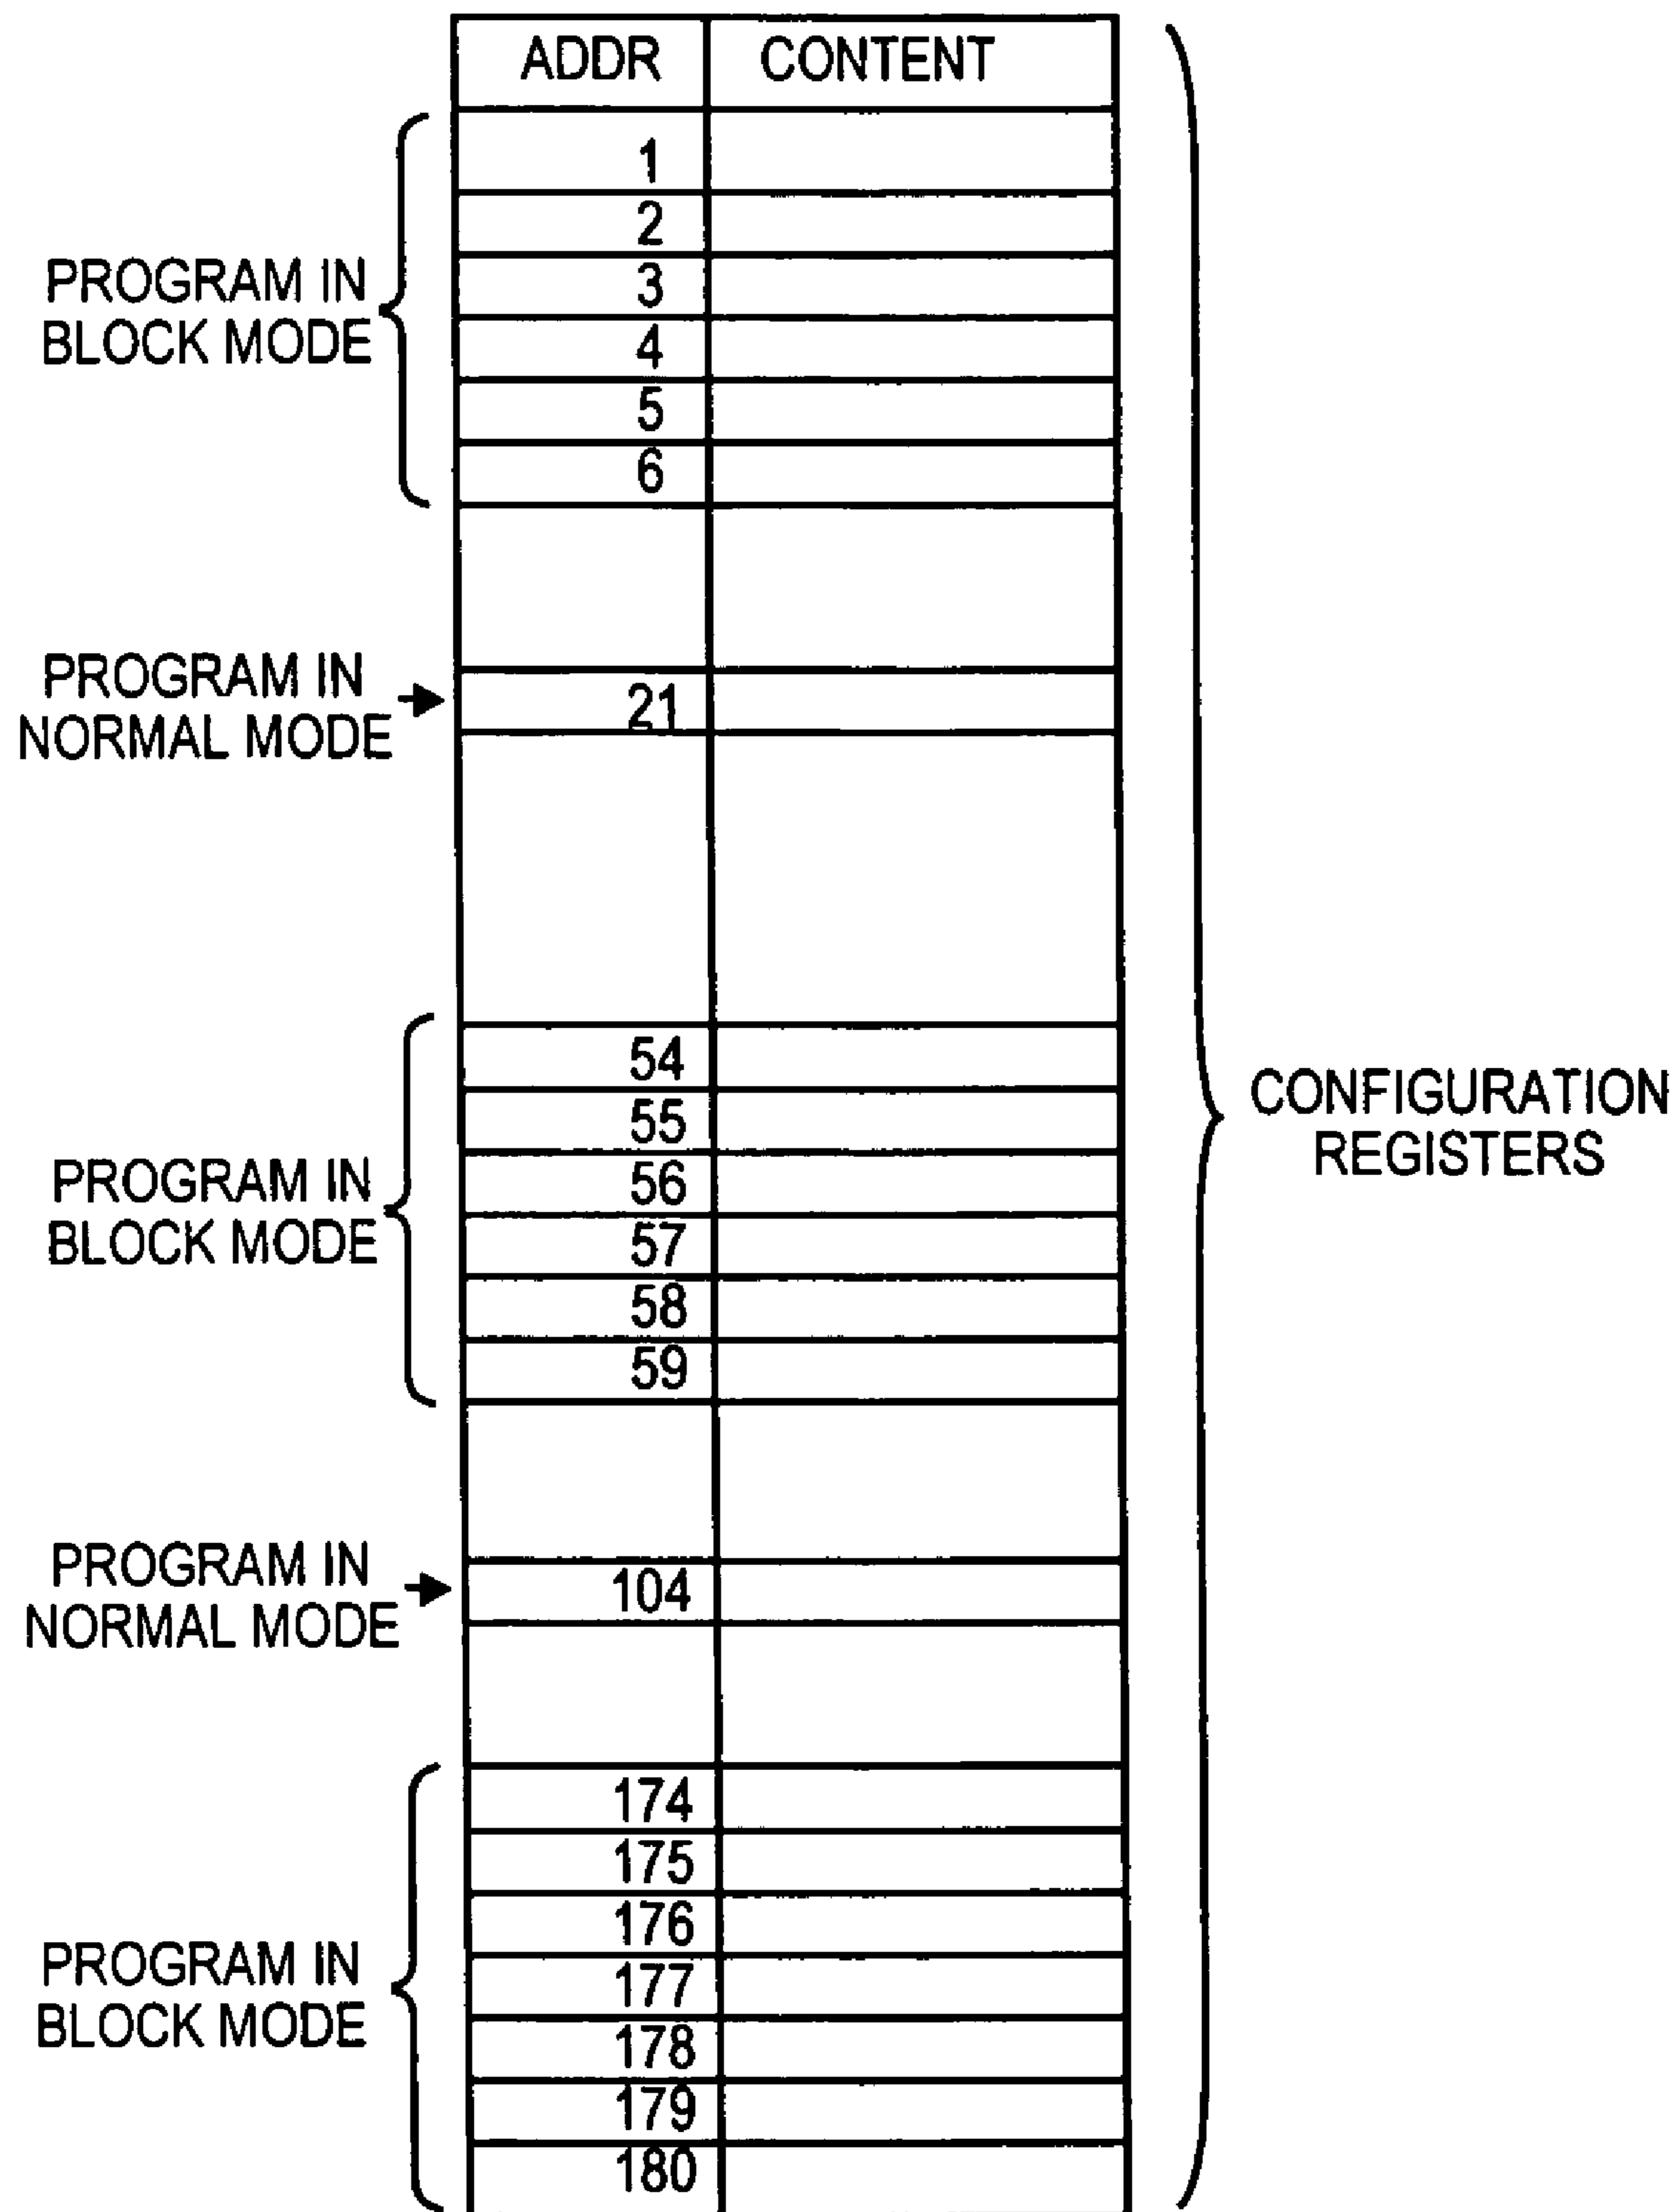 ADDR CONTENT
1
2
PROGRAM IN
BLOCK MODE
3
4
5
6
PROGRAM IN
NORMAL MODE
21
54
55
CONFIGURATION
REGISTERS
PROGRAM IN
BLOCK MODE
56
57
58
59
PROGRAM IN
NORMAL MODE
104
174
175
176
PROGRAM IN
BLOCK MODE
177
178
179
180